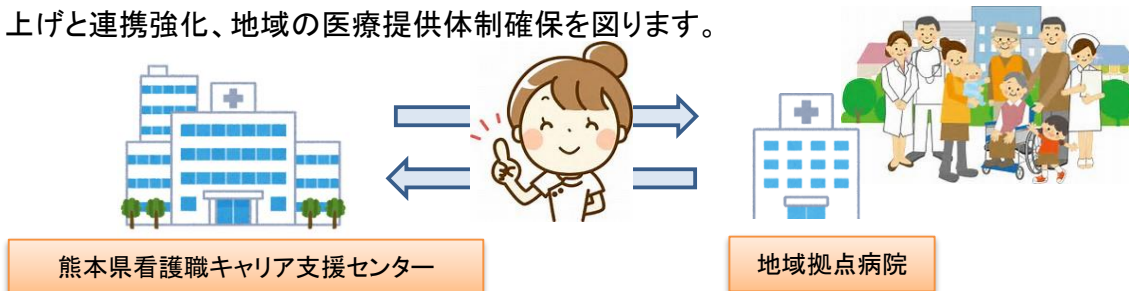 上げと連携強化、地域の医療提供体制確保を図ります。
熊本県看護職キャリア支援センター
地域拠点病院